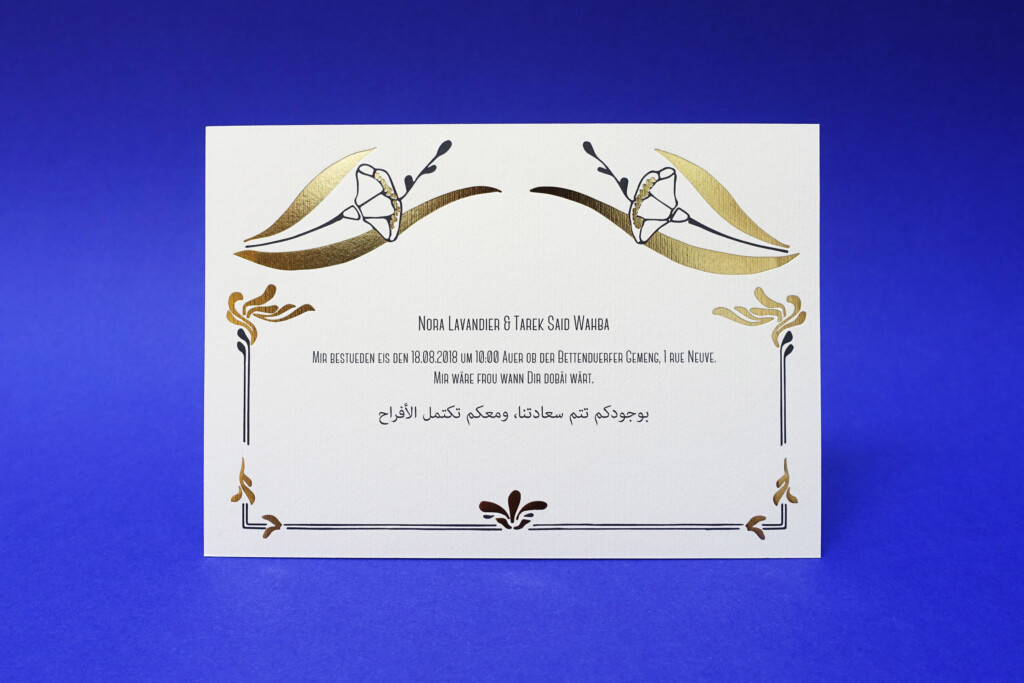 Nora Lavandier & Tarek Said Wahba
Mir bestueden eis den 18.08.2018 um 10:00 Auer ob der Bettenduerfer Gemeng, 1 rue Neuve.
Mir wäre frou wann Dir dobäi wärt.
بوجودكم تتم سعادتنا، ومعكم تكتمل الأفراح